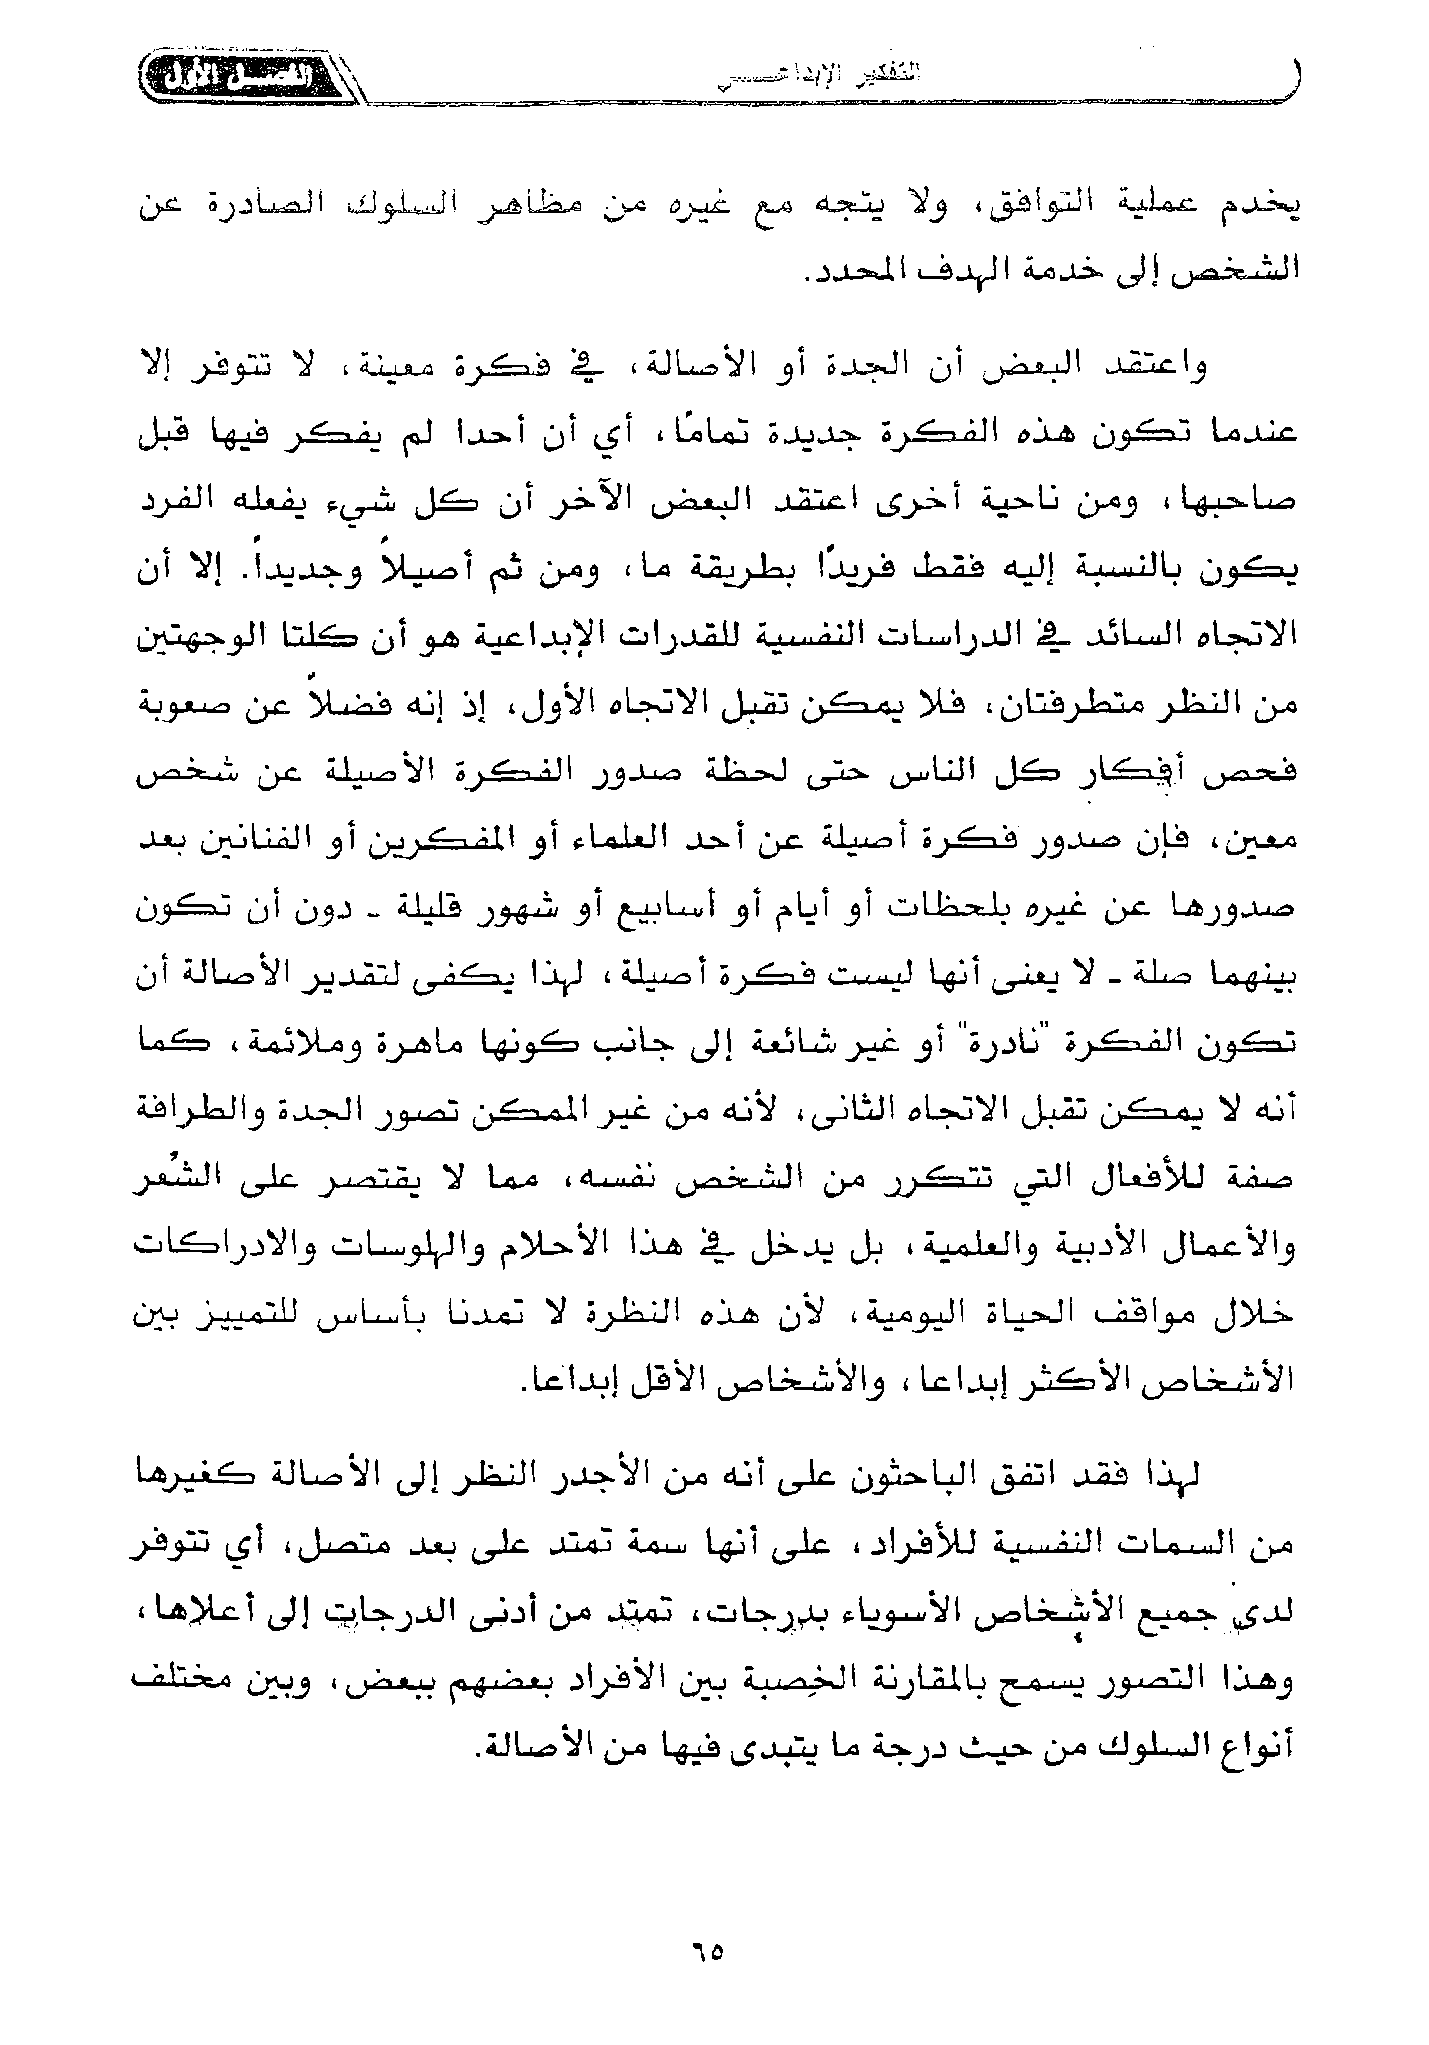 التفكير الإبداعي
الفصل الأول
يخدم عملية التوافق، ولا يتجه مع غيره من مظاهر السلوك الصادرة عن
الشخص إلى خدمة الهدف المحدد.
واعتقد البعض أن الجدة أو الأصالة، في فكرة معينة، لا تتوفر إلا
عندما تكون هذه الفكرة جديدة تمامًا، أي أن أحدا لم يفكر فيها قبل
صاحبها، ومن ناحية أخرى اعتقد البعض الآخر أن كل شيء يفعله الفرد
يكون بالنسبة إليه فقط فريدًا بطريقة ما، ومن ثم أصيلاً وجديداً. إلا أن
الاتجاه السائد في الدراسات النفسية للقدرات الإبداعية هو أن كلتا الوجهتين
من النظر متطرفتان، فلا يمكن تقبل الاتجاه الأول، إذ إنه فضلاً عن صعوبة
فحص أفكار كل الناس حتى لحظة صدور الفكرة الأصيلة عن شخص
معين، فإن صدور فكرة أصيلة عن أحد العلماء أو المفكرين أو الفنانين بعد
صدورها عن غيره بلحظات أو أيام أو أسابيع أو شهور قليلة - دون أن تكون
بينهما صلة - لا يعنى أنها ليست فكرة أصيلة، لهذا يكفى لتقدير الأصالة أن
تكون الفكرة "نادرة" أو غير شائعة إلى جانب كونها ماهرة وملائمة، كما
أنه لا يمكن تقبل الاتجاه الثانى، لأنه من غير الممكن تصور الجدة والطرافة
صفة للأفعال التي تتكرر من الشخص نفسه، مما لا يقتصر على الشُعر
والأعمال الأدبية والعلمية، بل يدخل في هذا الأحلام والهلوسات والادراكات
خلال مواقف الحياة اليومية، لأن هذه النظرة لا تمدنا بأساس للتمييز بين
الأشخاص الأكثر إبداعا، والأشخاص الأقل إبداعا.
لهذا فقد اتفق الباحثون على أنه من الأجدر النظر إلى الأصالة كغيرها
من السمات النفسية للأفراد، على أنها سمة تمتد على بعد متصل، أي تتوفر
لدى جميع الأشخاص الأسوياء بدرجات، تمتد من أدنى الدرجات إلى أعلاها،
وهذا التصور يسمح بالمقارنة الخصبة بين الأفراد بعضهم ببعض، وبين مختلف
أنواع السلوك من حيث درجة ما يتبدى فيها من الأصالة.
٦٥